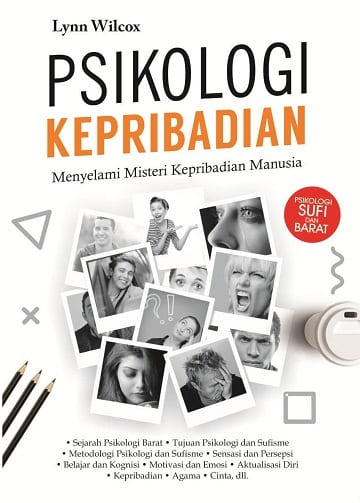 Lynn Wilcox
PSIKOLOGI
KEPRIBADIAN
Menyelami Misteri Kepribadian Manusia
PSIKOLOGI
SUFI
DAN
BARAT
?!
• Sejarah Psikologi Barat • Tujuan Psikologi dan Sufisme
• Metodologi Psikologi dan Sufisme • Sensasi dan Persepsi
• Belajar dan Kognisi • Motivasi dan Emosi • Aktualisasi Diri
• Kepribadian • Agama • Cinta, dll.